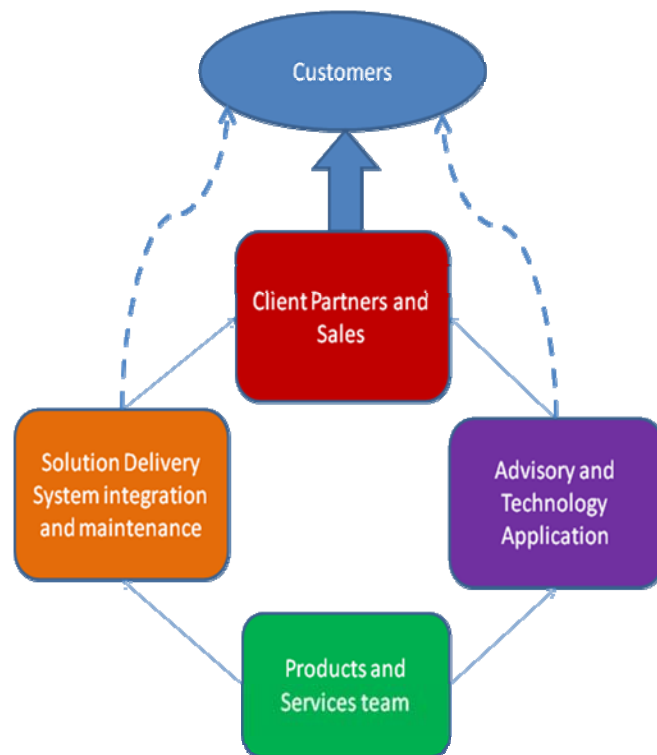 Customers
Client Partners and
Sales
Solution Delivery
System integration
and maintenance
Advisory and
Technology
Application
Products and
Services team